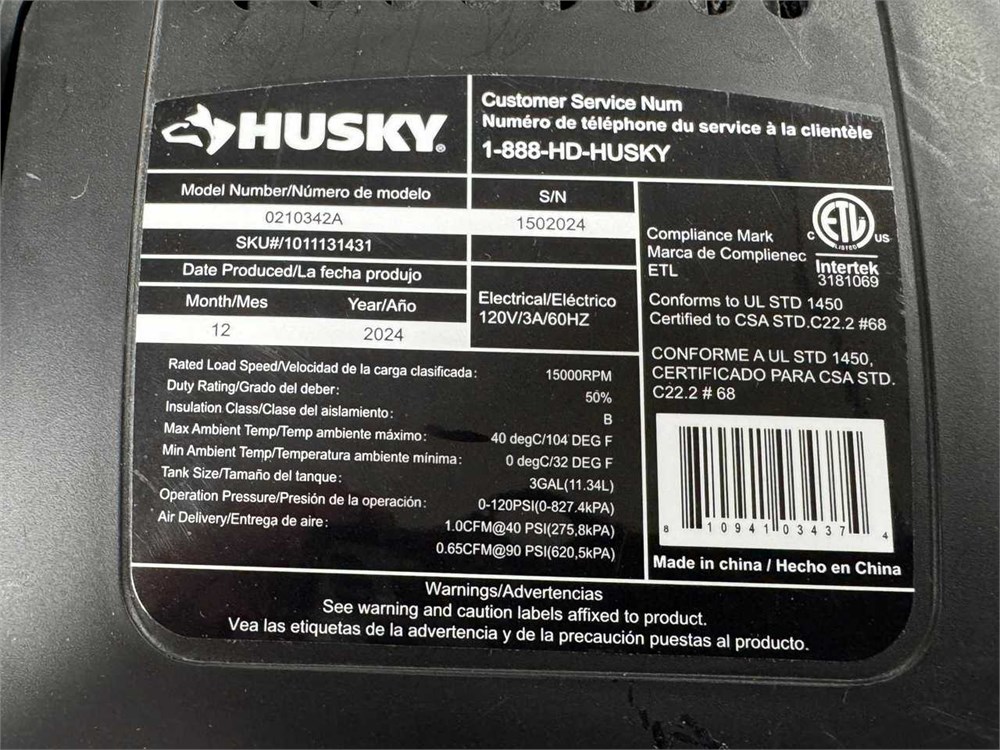 HUSKY®
Customer Service Num
Numéro de téléphone du service à la clientèle
1-888-HD-HUSKY
Model Number/Número de modelo
0210342A
SKU#/1011131431
S/N
1502024
Date Produced/La fecha produjo
Month/Mes Year/Año
12 2024
Electrical/Eléctrico
120V/3A/60HZ
Compliance Mark
Marca de Complienec
ETL
C ETL US
LISTED
Intertek
3181069
Conforms to UL STD 1450
Certified to CSA STD.C22.2 #68
CONFORME A UL STD 1450,
CERTIFICADO PARA CSA STD.
C22.2 # 68
Rated Load Speed/Velocidad de la carga clasificada: 15000RPM
Duty Rating/Grado del deber: 50%
Insulation Class/Clase del aislamiento: B
Max Ambient Temp/Temp ambiente máximo: 40 degC/104 DEG F
Min Ambient Temp/Temperatura ambiente mínima: 0 degC/32 DEG F
Tank Size/Tamaño del tanque: 3GAL(11.34L)
Operation Pressure/Presión de la operación: 0-120PSI(0-827.4kPA)
Air Delivery/Entrega de aire: 1.0CFM@40 PSI(275,8kPA)
0.65CFM@90 PSI(620,5kPA)
8 10941 03437 4
Made in china / Hecho en China
Warnings/Advertencias
See warning and caution labels affixed to product.
Vea las etiquetas de la advertencia y de la precaución puestas al producto.